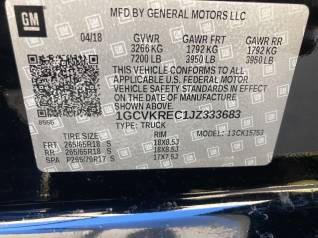 GM
MFD BY GENERAL MOTORS LLC
04/18 GVWR GAWR FRT GAWR RR
3266 KG 1792 KG 1792 KG
7200 LB 3950 LB 3950 LB
THIS VEHICLE CONFORMS TO ALL APPLICABLE U.S. FEDERAL MOTOR
VEHICLE SAFETY STANDARDS IN EFFECT ON THE DATE OF
MANUFACTURE SHOWN ABOVE.
1GCVKREC1JZ333683
TYPE: TRUCK MODEL:
TIRE SIZE RIM
FRT 265/65R18 S 18X8.5J
RR 265/65R18 S 18X8.5J
SPA P255/70R17 S 17X7.5J